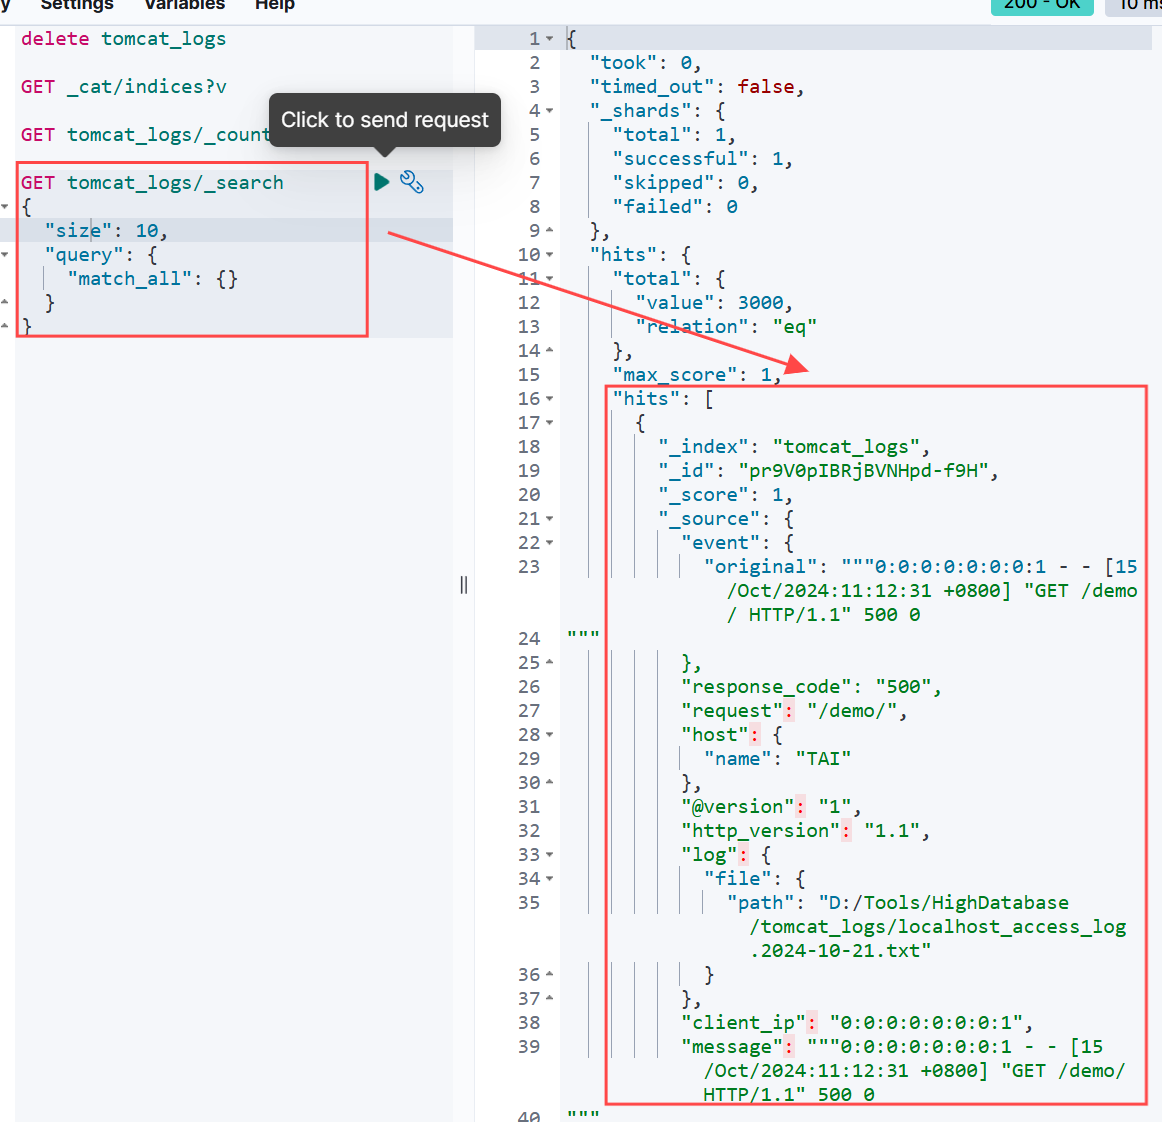 y Settings Variables Help
200 - OK 10 ms
delete tomcat_logs
GET _cat/indices?v
GET tomcat_logs/_count
Click to send request
GET tomcat_logs/_search
{
"size": 10,
"query": {
"match_all": {}
}
}
1 {
2 "took": 0,
3 "timed_out": false,
4 "_shards": {
5 "total": 1,
6 "successful": 1,
7 "skipped": 0,
8 "failed": 0
9 },
10 "hits": {
11 "total": {
12 "value": 3000,
13 "relation": "eq"
14 },
15 "max_score": 1,
16 "hits": [
17 {
18 "_index": "tomcat_logs",
19 "_id": "pr9V0pIBRjBVNHpd-f9H",
20 "_score": 1,
21 "_source": {
22 "event": {
23 "original": """0:0:0:0:0:0:0:1 - - [15
/Oct/2024:11:12:31 +0800] "GET /demo
/ HTTP/1.1" 500 0
24 """
25 },
26 "response_code": "500",
27 "request": "/demo/",
28 "host": {
29 "name": "TAI"
30 },
31 "@version": "1",
32 "http_version": "1.1",
33 "log": {
34 "file": {
35 "path": "D:/Tools/HighDatabase
/tomcat_logs/localhost_access_log
.2024-10-21.txt"
36 }
37 },
38 "client_ip": "0:0:0:0:0:0:0:1",
39 "message": """0:0:0:0:0:0:0:1 - - [15
/Oct/2024:11:12:31 +0800] "GET /demo/
HTTP/1.1" 500 0
40 """